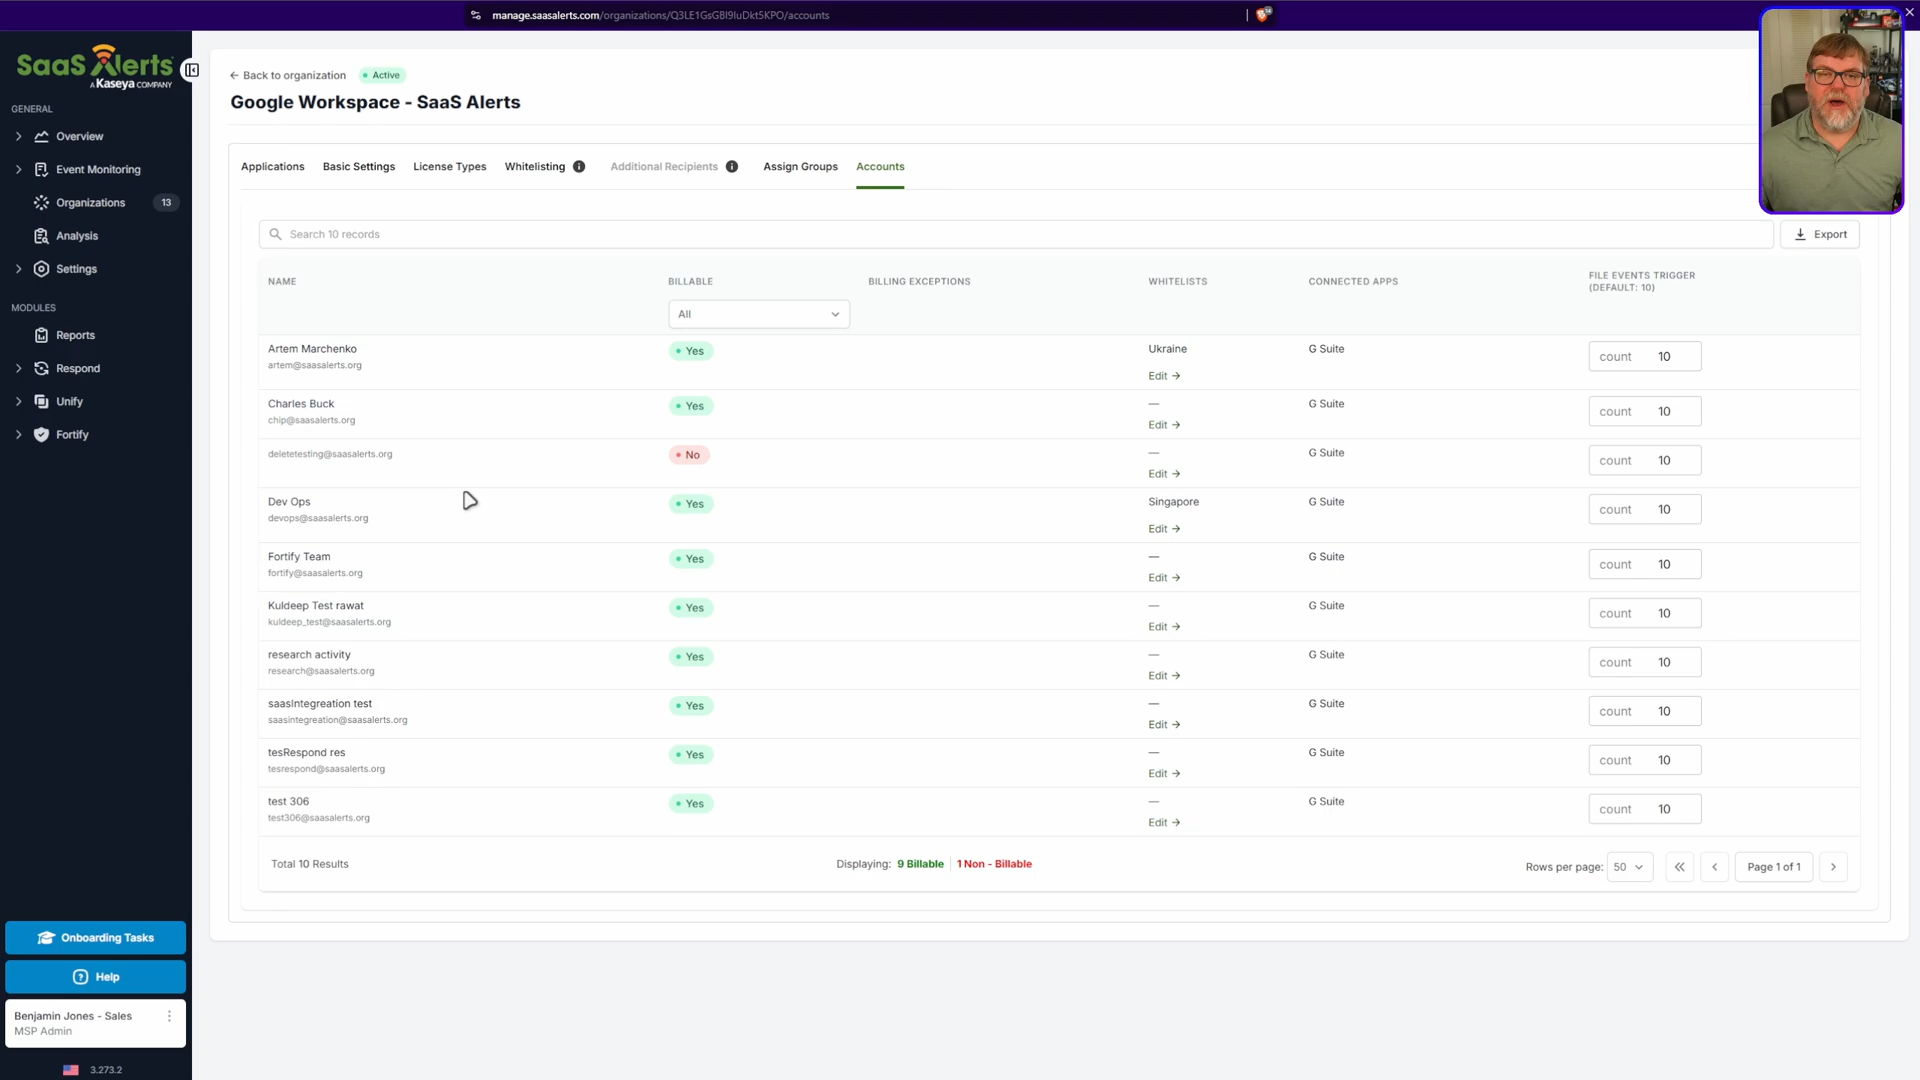 manage.saasalerts.com/organizations/Q3LE1GsGBl9IuDkt5KPO/accounts
SaaS Alerts
A Kaseya COMPANY
GENERAL
Overview
Event Monitoring
Organizations 13
Analysis
Settings
MODULES
Reports
Respond
Unify
Fortify
Onboarding Tasks
Help
Benjamin Jones - Sales
MSP Admin
3.273.2
Back to organization Active
Google Workspace - SaaS Alerts
Applications Basic Settings License Types Whitelisting Additional Recipients Assign Groups Accounts
Search 10 records Export
NAME BILLABLE BILLING EXCEPTIONS WHITELISTS CONNECTED APPS FILE EVENTS TRIGGER
(DEFAULT: 10)
All
Artem Marchenko Yes Ukraine G Suite count 10
artem@saasalerts.org Edit →
Charles Buck Yes — G Suite count 10
chip@saasalerts.org Edit →
deletetesting@saasalerts.org No — G Suite count 10
Edit →
Dev Ops Yes Singapore G Suite count 10
devops@saasalerts.org Edit →
Fortify Team Yes — G Suite count 10
fortify@saasalerts.org Edit →
Kuldeep Test rawat Yes — G Suite count 10
kuldeep_test@saasalerts.org Edit →
research activity Yes — G Suite count 10
research@saasalerts.org Edit →
saasIntegreation test Yes — G Suite count 10
saasintegreation@saasalerts.org Edit →
tesRespond res Yes — G Suite count 10
tesrespond@saasalerts.org Edit →
test 306 Yes — G Suite count 10
test306@saasalerts.org Edit →
Total 10 Results Displaying: 9 Billable | 1 Non - Billable Rows per page: 50 Page 1 of 1